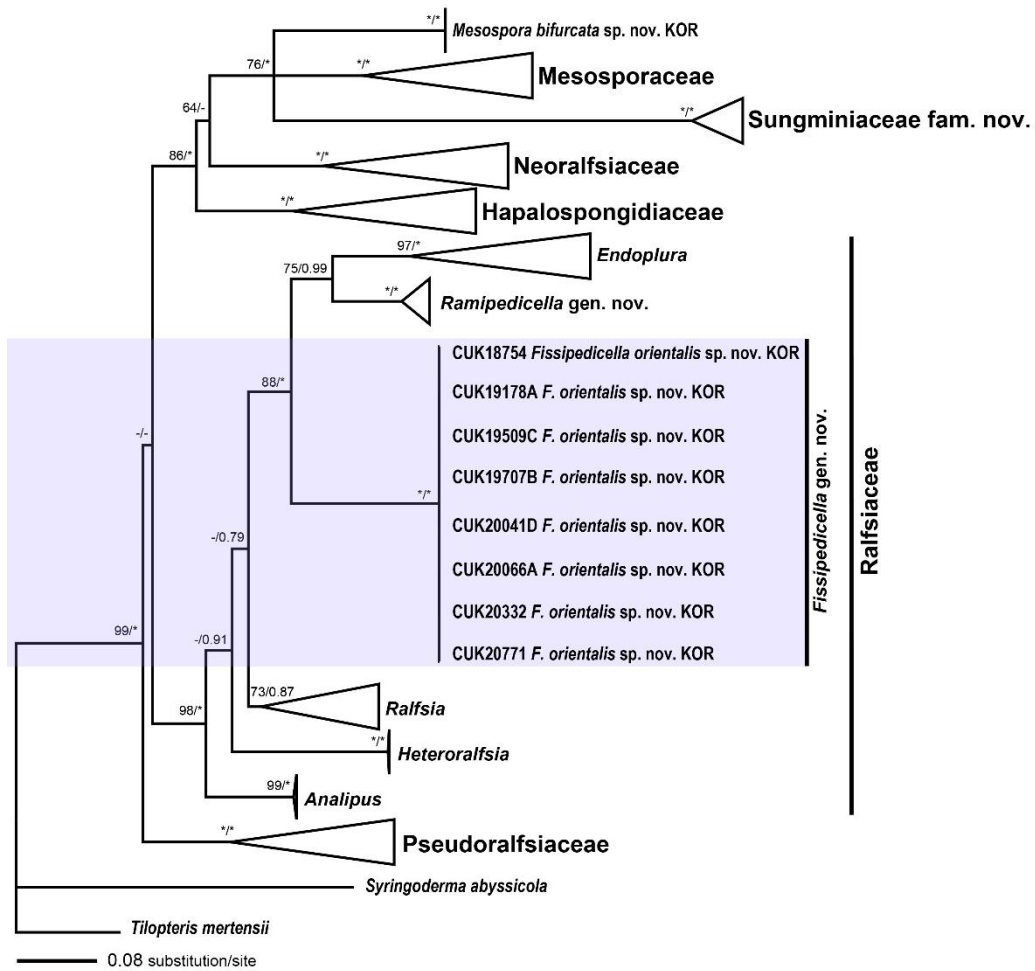 */*
Mesospora bifurcata sp. nov. KOR
76/*
*/*
Mesosporaceae
*/*
Sungminiaceae fam. nov.
64/-
86/*
*/*
Neoralfsiaceae
*/*
Hapalospongidiaceae
97/*
Endoplura
75/0.99
*/*
Ramipedicella gen. nov.
CUK18754 Fissipedicella orientalis sp. nov. KOR
88/*
CUK19178A F. orientalis sp. nov. KOR
-/-
CUK19509C F. orientalis sp. nov. KOR
CUK19707B F. orientalis sp. nov. KOR
*/*
CUK20041D F. orientalis sp. nov. KOR
-/0.79
CUK20066A F. orientalis sp. nov. KOR
CUK20332 F. orientalis sp. nov. KOR
99/*
-/0.91
CUK20771 F. orientalis sp. nov. KOR
Fissipedicella gen. nov.
Ralfsiaceae
73/0.87
Ralfsia
98/*
*/*
Heteroralfsia
99/*
Analipus
*/*
Pseudoralfsiaceae
Syringoderma abyssicola
Tilopteris mertensii
0.08 substitution/site